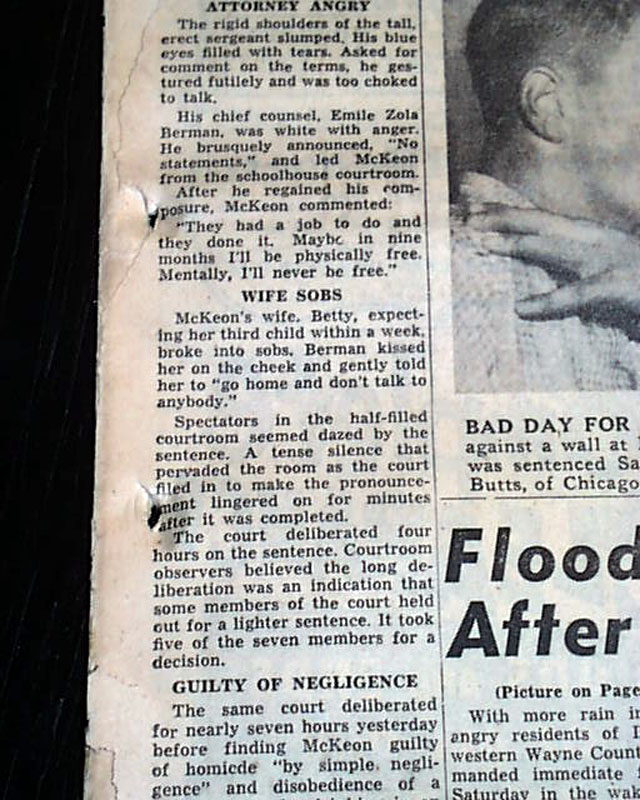 ATTORNEY ANGRY
The rigid shoulders of the tall,
erect sergeant slumped. His blue
eyes filled with tears. Asked for
comment on the terms, he ges-
tured futilely and was too choked
to talk.
His chief counsel, Emile Zola
Berman, was white with anger.
He brusquely announced, "No
statements," and led McKeon
from the schoolhouse courtroom.
After he regained his com-
posure, McKeon commented:
"They had a job to do and
they done it. Maybe in nine
months I'll be physically free.
Mentally, I'll never be free."
WIFE SOBS
McKeon's wife, Betty, expect-
ing her third child within a week,
broke into sobs. Berman kissed
her on the cheek and gently told
her to "go home and don't talk to
anybody."
Spectators in the half-filled
courtroom seemed dazed by the
sentence. A tense silence that
pervaded the room as the court
filed in to make the pronounce-
ment lingered on for minutes
after it was completed.
The court deliberated four
hours on the sentence. Courtroom
observers believed the long de-
liberation was an indication that
some members of the court held
out for a lighter sentence. It took
five of the seven members for a
decision.
GUILTY OF NEGLIGENCE
The same court deliberated
for nearly seven hours yesterday
before finding McKeon guilty
of homicde "by simple negli-
gence" and disobedience of a
BAD DAY FOR
against a wall at
was sentenced Sa
Butts, of Chicago
Flood
After
(Picture on Page
With more rain in
angry residents of
western Wayne Count
manded immediate
Saturday in the wak